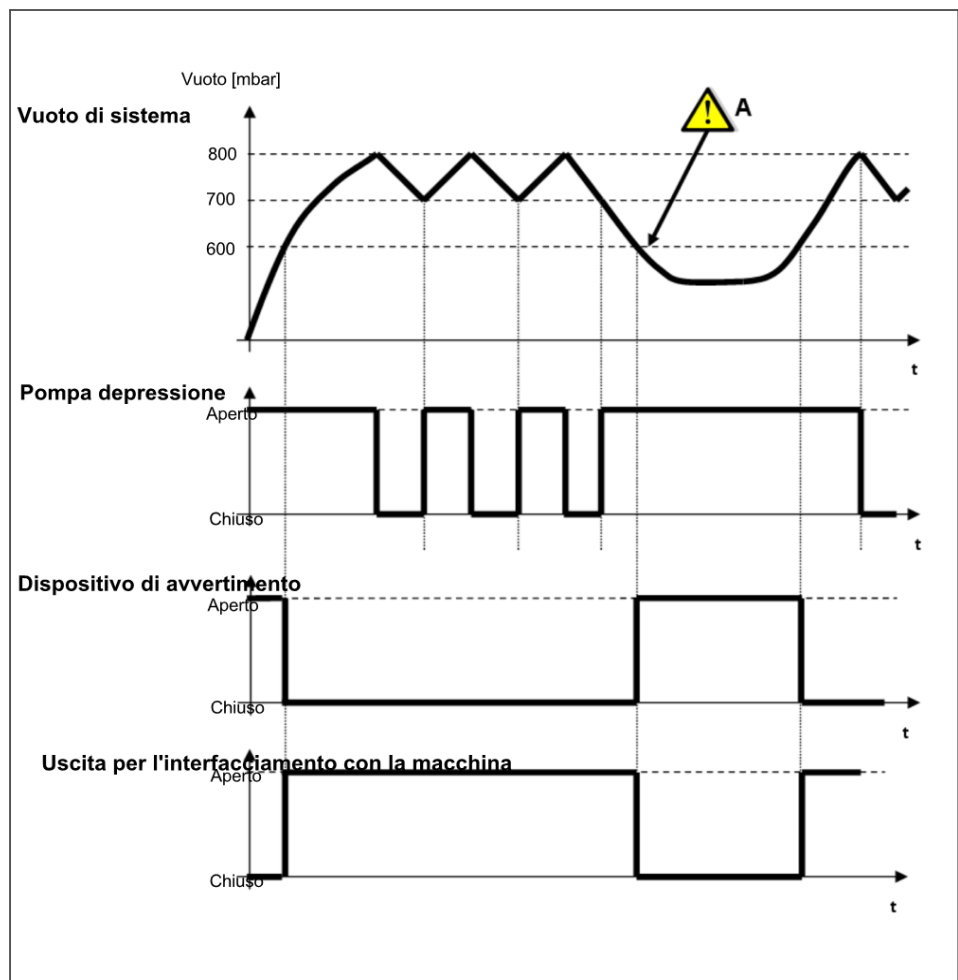 Vuoto [mbar]
Vuoto di sistema
A
800
700
600
t
Pompa depressione
Aperto
Chiuso
t
Dispositivo di avvertimento
Aperto
Chiuso
t
Uscita per l'interfacciamento con la macchina
Aperto
Chiuso
t